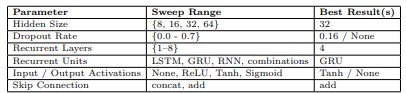 Parameter Sweep Range Best Result(s)
Hidden Size {8, 16, 32, 64} 32
Dropout Rate {0.0 - 0.7} 0.16 / None
Recurrent Layers {1–8} 4
Recurrent Units LSTM, GRU, RNN, combinations GRU
Input / Output Activations None, ReLU, Tanh, Sigmoid Tanh / None
Skip Connection concat, add add